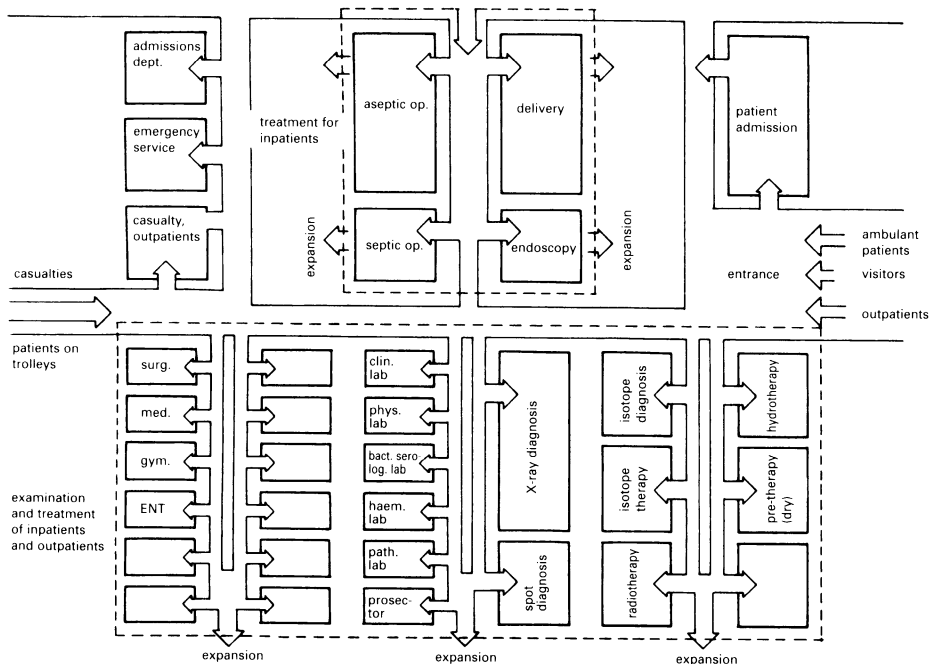 admissions
dept.
emergency
service
casualty,
outpatients
casualties
treatment for
inpatients
aseptic op.
delivery
septic op.
endoscopy
expansion
expansion
patient
admission
entrance
ambulant
patients
visitors
outpatients
patients on
trolleys
examination
and treatment
of inpatients
and outpatients
surg.
med.
gym.
ENT
clin.
lab
phys.
lab
bact. sero
log. lab
haem.
lab
path.
lab
prosec-
tor
X-ray diagnosis
spot
diagnosis
isotope
diagnosis
isotope
therapy
radiotherapy
hydrotherapy
pre-therapy
(dry)
expansion
expansion
expansion